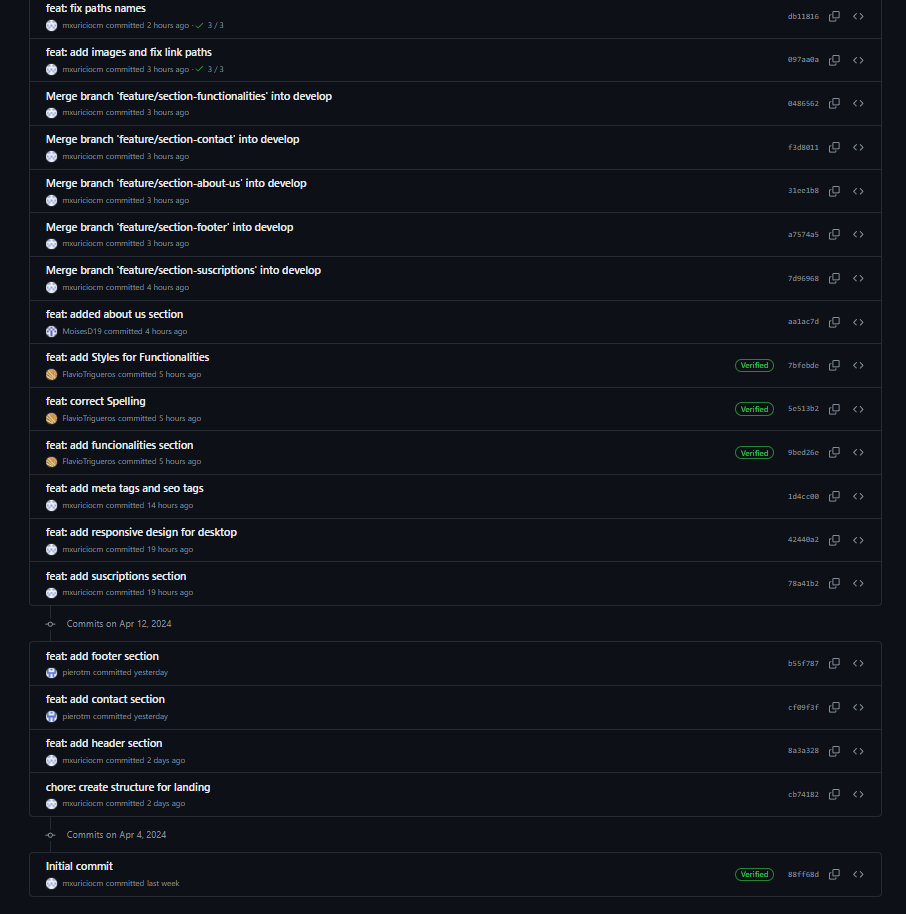 feat: fix paths names
mxuriciocm committed 2 hours ago · 3 / 3
db11816
feat: add images and fix link paths
mxuriciocm committed 3 hours ago · 3 / 3
097aa0a
Merge branch 'feature/section-functionalities' into develop
mxuriciocm committed 3 hours ago
0486562
Merge branch 'feature/section-contact' into develop
mxuriciocm committed 3 hours ago
f3d8011
Merge branch 'feature/section-about-us' into develop
mxuriciocm committed 3 hours ago
31ee1b8
Merge branch 'feature/section-footer' into develop
mxuriciocm committed 3 hours ago
a7574a5
Merge branch 'feature/section-suscriptions' into develop
mxuriciocm committed 4 hours ago
7d96968
feat: added about us section
MoisesD19 committed 4 hours ago
aa1ac7d
feat: add Styles for Functionalities
FlavioTrigueros committed 5 hours ago
Verified 7bfebde
feat: correct Spelling
FlavioTrigueros committed 5 hours ago
Verified 5e513b2
feat: add funcionalities section
FlavioTrigueros committed 5 hours ago
Verified 9bed26e
feat: add meta tags and seo tags
mxuriciocm committed 14 hours ago
1d4cc00
feat: add responsive design for desktop
mxuriciocm committed 19 hours ago
42440a2
feat: add suscriptions section
mxuriciocm committed 19 hours ago
78a41b2
Commits on Apr 12, 2024
feat: add footer section
pierotm committed yesterday
b55f787
feat: add contact section
pierotm committed yesterday
cf09f3f
feat: add header section
mxuriciocm committed 2 days ago
8a3a328
chore: create structure for landing
mxuriciocm committed 2 days ago
cb74182
Commits on Apr 4, 2024
Initial commit
mxuriciocm committed last week
Verified 88ff68d